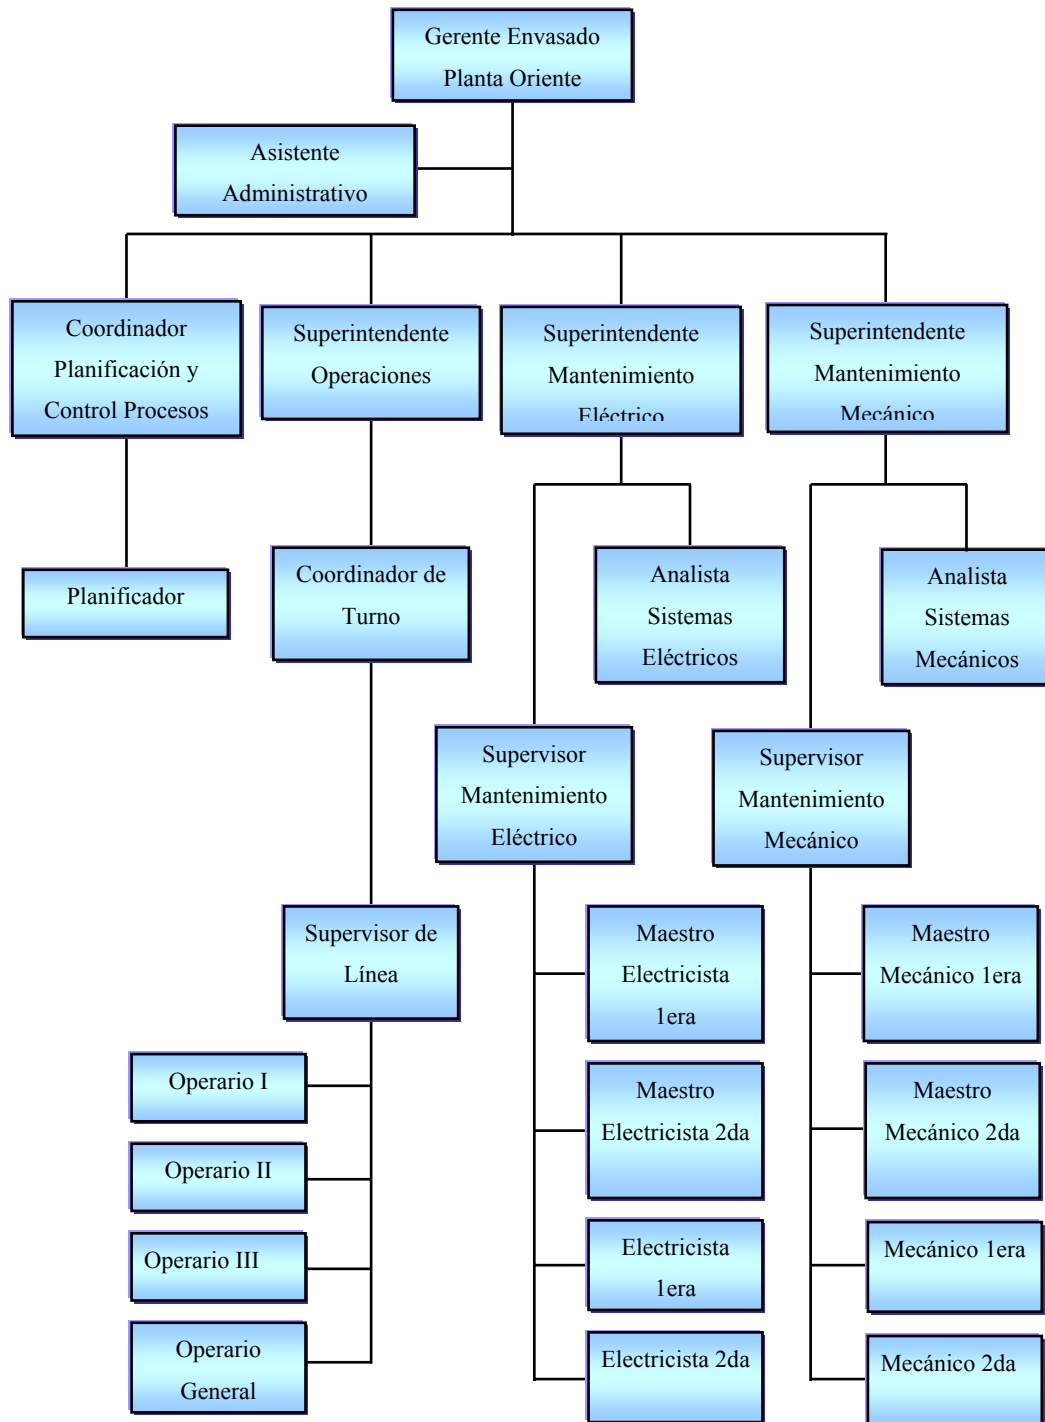 Gerente Envasado
Planta Oriente
Asistente
Administrativo
Coordinador
Planificación y
Control Procesos
Superintendente
Operaciones
Superintendente
Mantenimiento
Eléctrico
Superintendente
Mantenimiento
Mecánico
Planificador
Coordinador de
Turno
Analista
Sistemas
Eléctricos
Analista
Sistemas
Mecánicos
Supervisor
Mantenimiento
Eléctrico
Supervisor
Mantenimiento
Mecánico
Supervisor de
Línea
Maestro
Electricista
1era
Maestro
Mecánico 1era
Operario I
Maestro
Electricista 2da
Maestro
Mecánico 2da
Operario II
Operario III
Electricista
1era
Mecánico 1era
Operario
General
Electricista 2da
Mecánico 2da